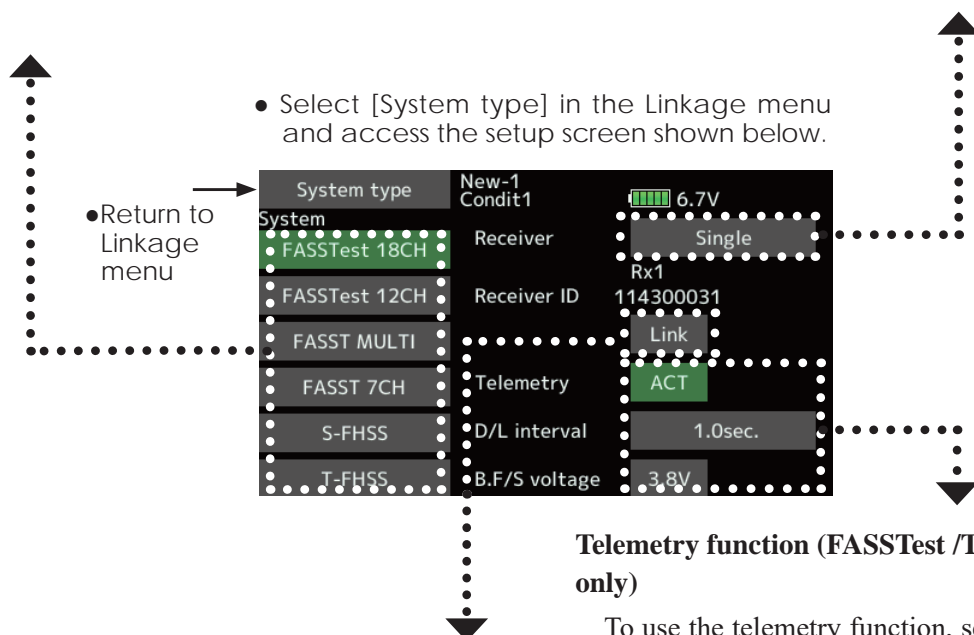 ● Select [System type] in the Linkage menu
and access the setup screen shown below.
●Return to
Linkage
menu
System type
New-1
Condit1
6.7V
System
FASSTest 18CH
Receiver
Single
Rx1
FASSTest 12CH
Receiver ID
114300031
FASST MULTI
Link
FASST 7CH
Telemetry
ACT
S-FHSS
D/L interval
1.0sec.
T-FHSS
B.F/S voltage
3.8V
Telemetry function (FASSTest /T
only)
To use the telemetry function, s